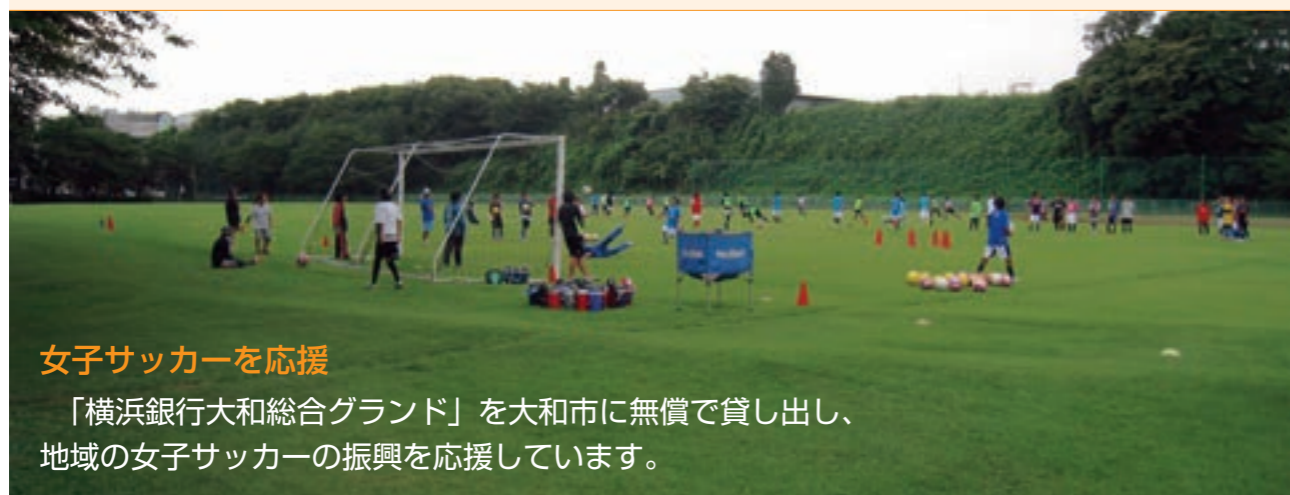 女子サッカーを応援
「横浜銀行大和総合グランド」を大和市に無償で貸し出し、
地域の女子サッカーの振興を応援しています。